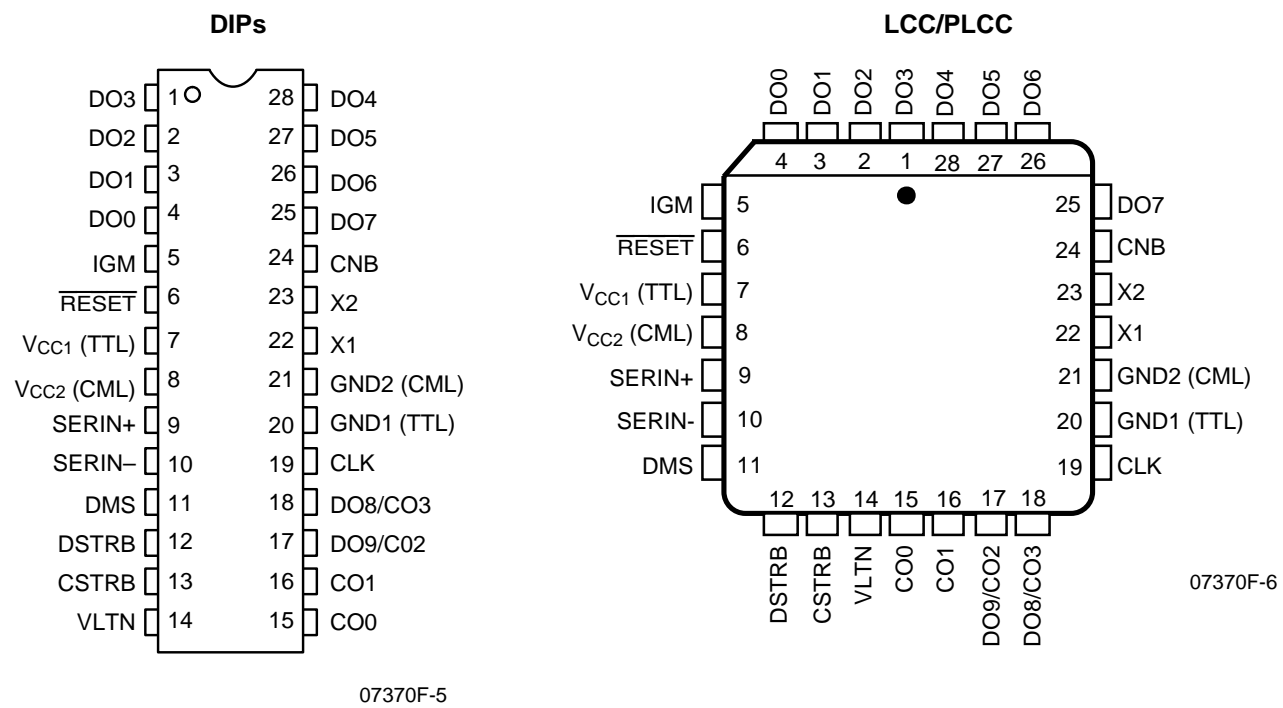 DIPs
DO3 1 28 DO4
DO2 2 27 DO5
DO1 3 26 DO6
DO0 4 25 DO7
IGM 5 24 CNB
RESET 6 23 X2
VCC1 (TTL) 7 22 X1
VCC2 (CML) 8 21 GND2 (CML)
SERIN+ 9 20 GND1 (TTL)
SERIN– 10 19 CLK
DMS 11 18 DO8/CO3
DSTRB 12 17 DO9/C02
CSTRB 13 16 CO1
VLTN 14 15 CO0
07370F-5
LCC/PLCC
DO0 DO1 DO2 DO3 DO4 DO5 DO6
4 3 2 1 28 27 26
IGM 5 25 DO7
RESET 6 24 CNB
VCC1 (TTL) 7 23 X2
VCC2 (CML) 8 22 X1
SERIN+ 9 21 GND2 (CML)
SERIN- 10 20 GND1 (TTL)
DMS 11 19 CLK
12 13 14 15 16 17 18
DSTRB CSTRB VLTN CO0 CO1 DO9/CO2 DO8/CO3
07370F-6